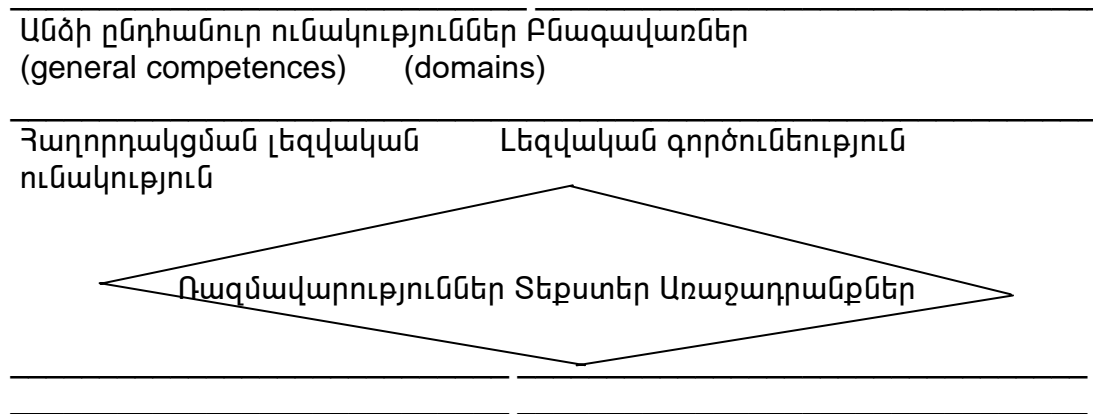 Անձի ընդհանուր ունակություններ Բնագավառներ
(general competences) (domains)
Հաղորդակցման լեզվական Լեզվական գործունեություն
ունակություն
Ռազմավարություններ Տեքստեր Առաջադրանքներ